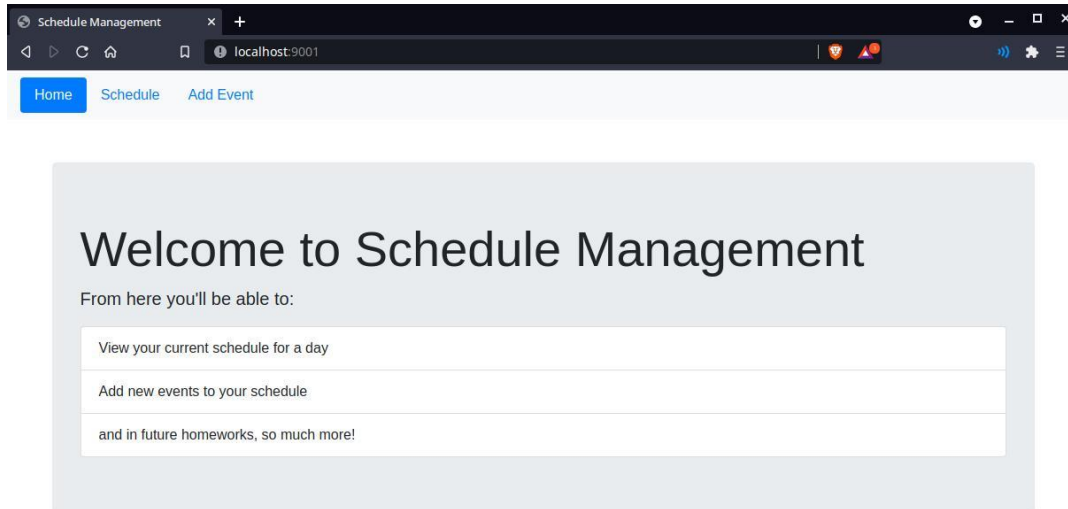 Schedule Management
localhost:9001
Home Schedule Add Event
Welcome to Schedule Management
From here you'll be able to:
View your current schedule for a day
Add new events to your schedule
and in future homeworks, so much more!